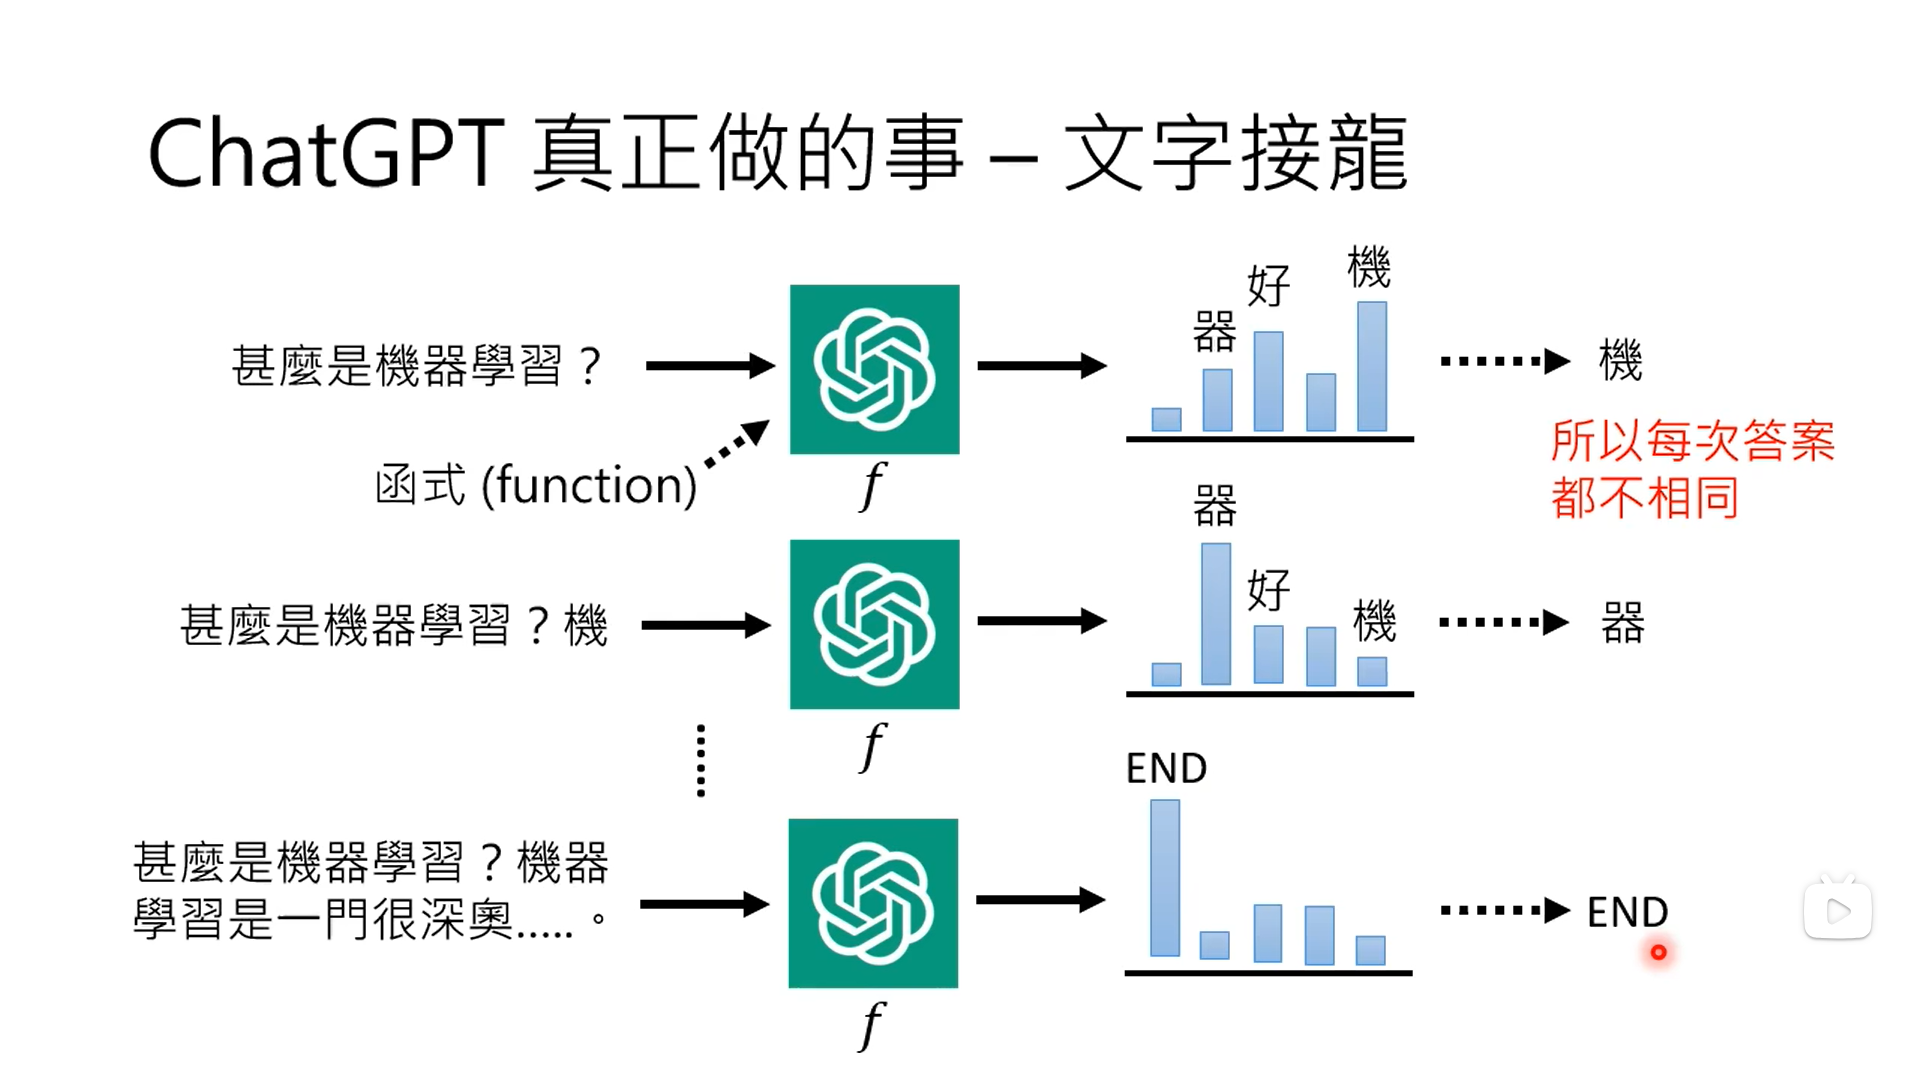 ChatGPT 真正做的事 – 文字接龍
甚麼是機器學習？
函式 (function)
f
器
好
機
機
所以每次答案
都不相同
甚麼是機器學習？機
f
器
好
機
器
甚麼是機器學習？機器
學習是一門很深奧.....。
f
END
END